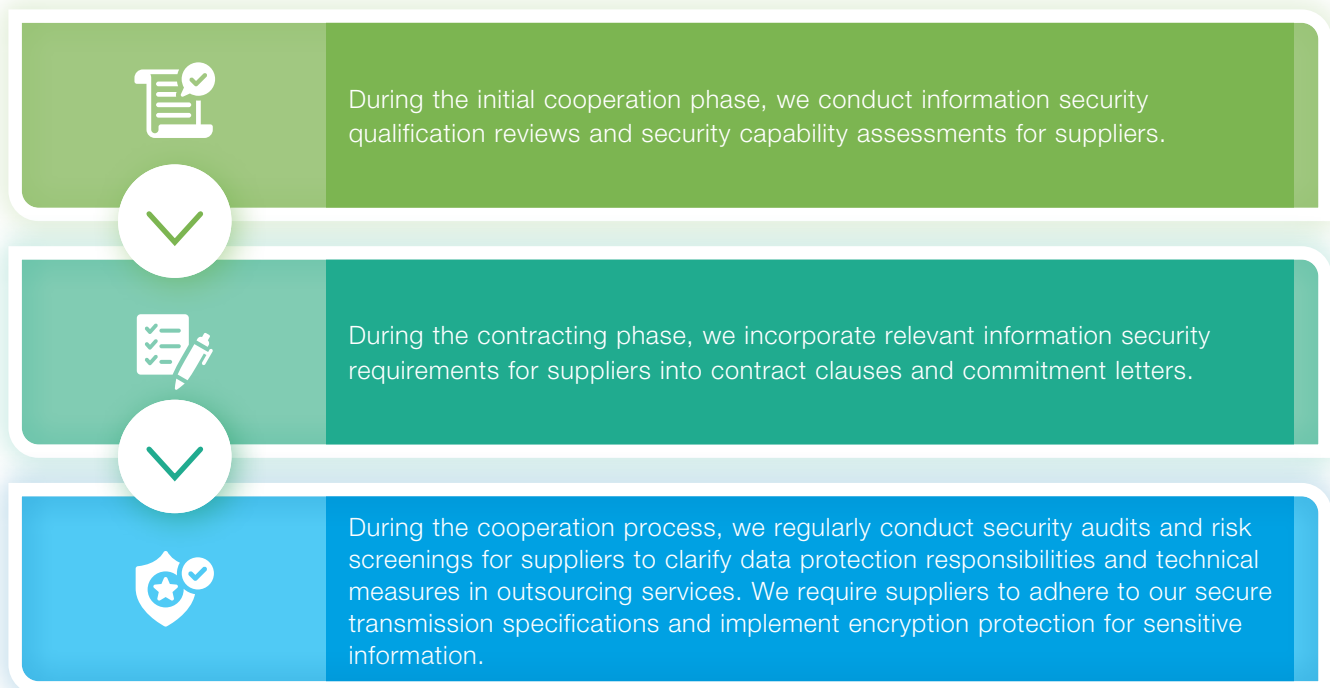 During the initial cooperation phase, we conduct information security
qualification reviews and security capability assessments for suppliers.
During the contracting phase, we incorporate relevant information security
requirements for suppliers into contract clauses and commitment letters.
During the cooperation process, we regularly conduct security audits and risk
screenings for suppliers to clarify data protection responsibilities and technical
measures in outsourcing services. We require suppliers to adhere to our secure
transmission specifications and implement encryption protection for sensitive
information.